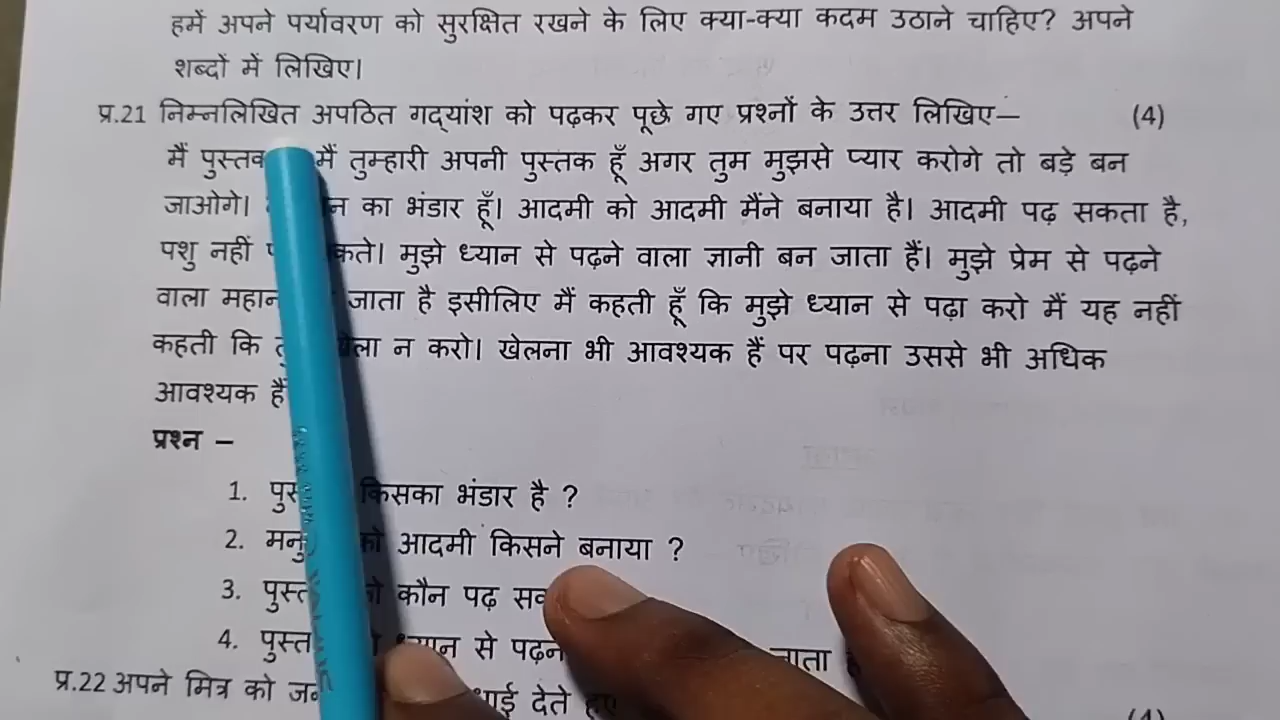 हमें अपने पर्यावरण को सुरक्षित रखने के लिए क्या-क्या कदम उठाने चाहिए? अपने
शब्दों में लिखिए।
प्र.21 निम्नलिखित अपठित गद्यांश को पढ़कर पूछे गए प्रश्नों के उत्तर लिखिए— (4)
मैं पुस्तक मैं तुम्हारी अपनी पुस्तक हूँ अगर तुम मुझसे प्यार करोगे तो बड़े बन
जाओगे। का भंडार हूँ। आदमी को आदमी मैंने बनाया है। आदमी पढ़ सकता है,
पशु नहीं मुझे ध्यान से पढ़ने वाला ज्ञानी बन जाता हैं। मुझे प्रेम से पढ़ने
वाला महान जाता है इसीलिए मैं कहती हूँ कि मुझे ध्यान से पढ़ा करो मैं यह नहीं
कहती कि न करो। खेलना भी आवश्यक हैं पर पढ़ना उससे भी अधिक
आवश्यक हैं
प्रश्न –
1. किसका भंडार है ?
2. को आदमी किसने बनाया ?
3. कौन पढ़
4. से
प्र.22 अपने मित्र को देते हुए (4)